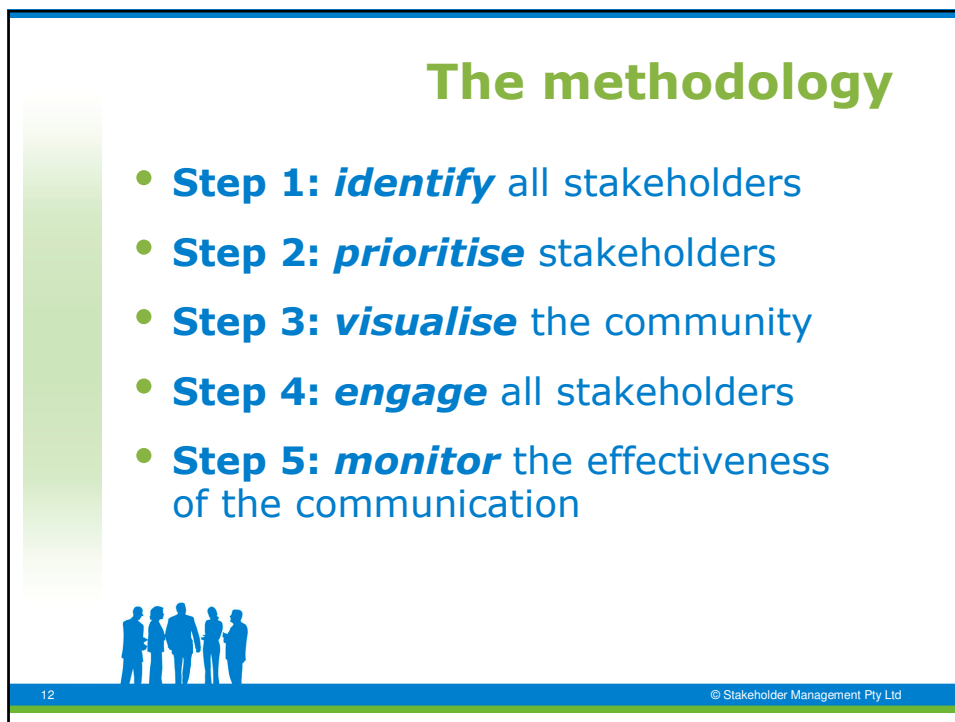 The methodology
• Step 1: identify all stakeholders
• Step 2: prioritise stakeholders
• Step 3: visualise the community
• Step 4: engage all stakeholders
• Step 5: monitor the effectiveness
of the communication
12
© Stakeholder Management Pty Ltd